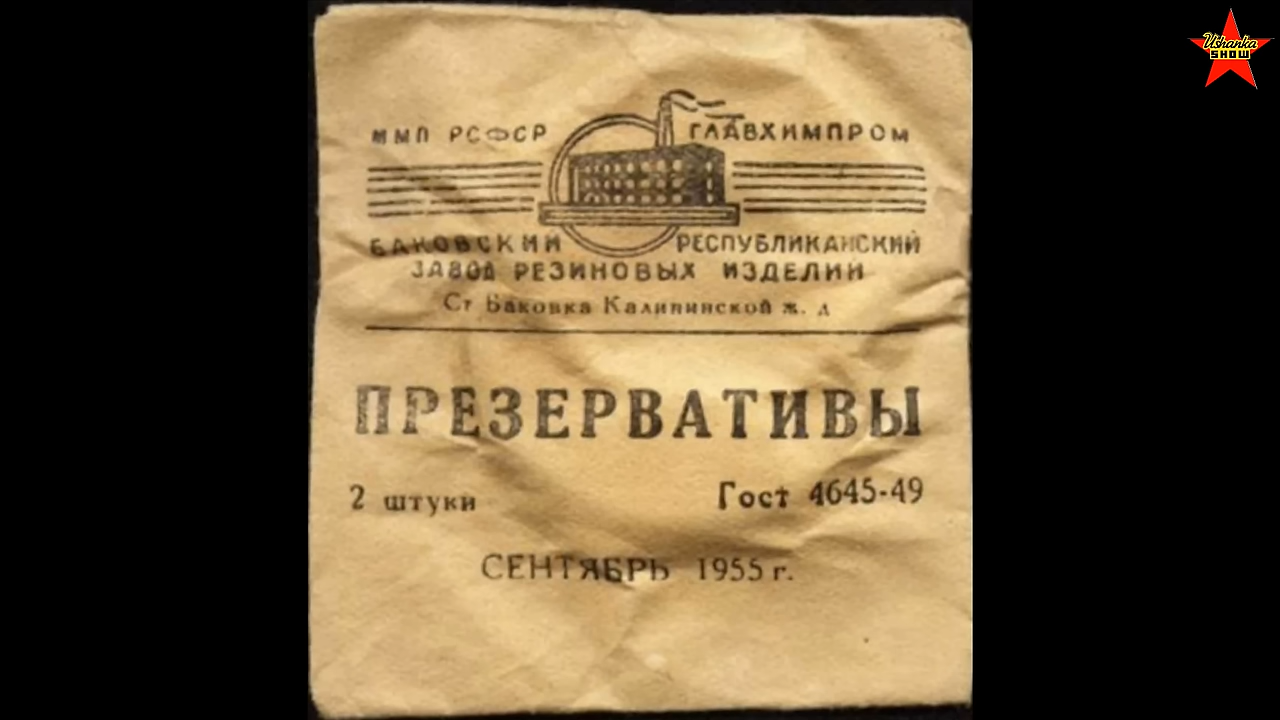 Ushanka
SHOW
ММП РСФСР ГЛАВХИМПРОМ
БАКОВСКИЙ РЕСПУБЛИКАНСКИЙ
ЗАВОД РЕЗИНОВЫХ ИЗДЕЛИЙ
Ст Баковка Калининской ж. д
ПРЕЗЕРВАТИВЫ
2 штуки Гост 4645-49
СЕНТЯБРЬ 1955 г.